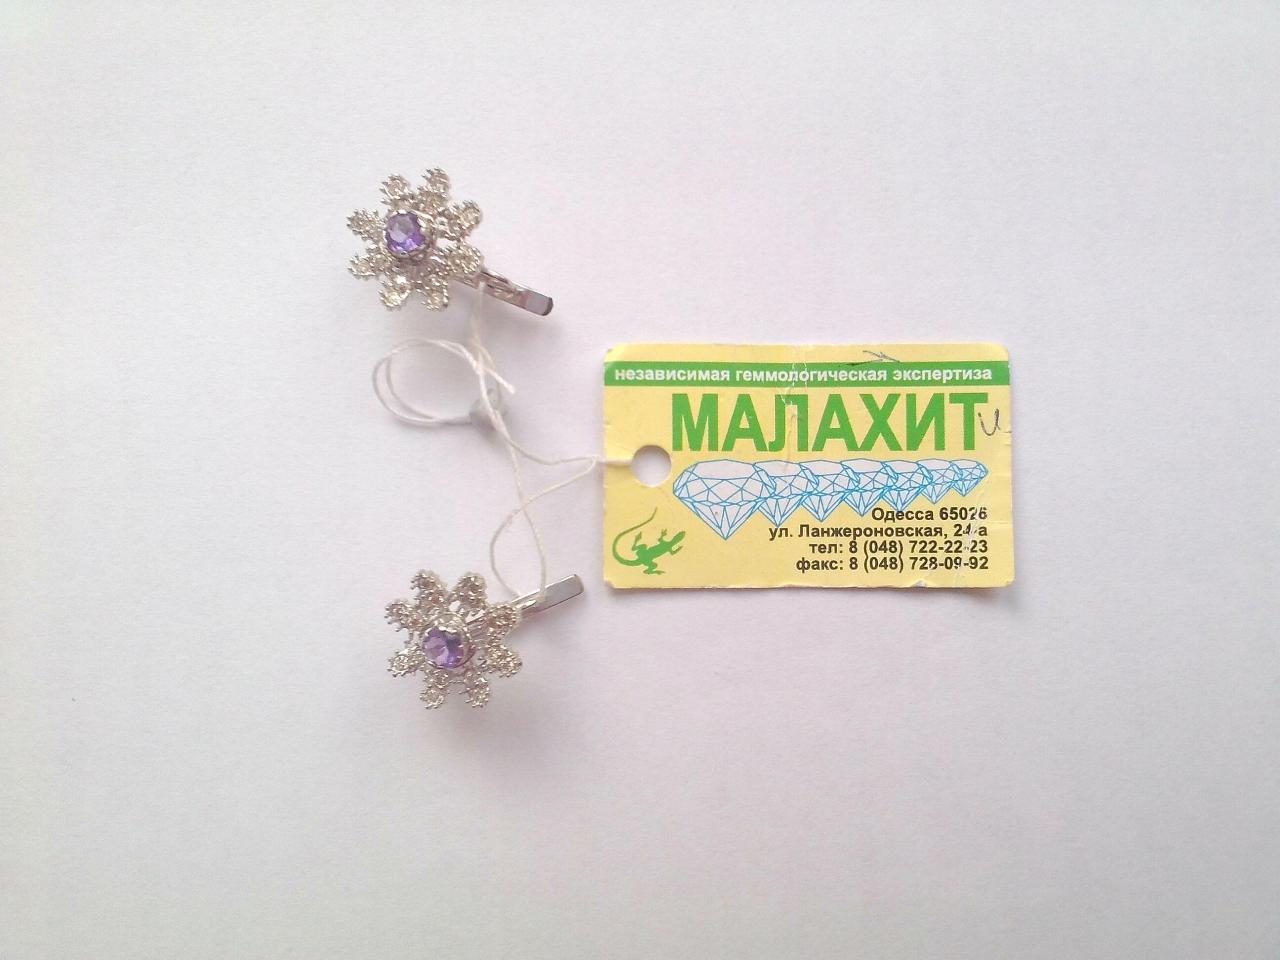 независимая геммологическая экспертиза
МАЛАХИТ
и
Одесса 65026
ул. Ланжероновская, 24а
тел: 8 (048) 722-22-23
факс: 8 (048) 728-09-92